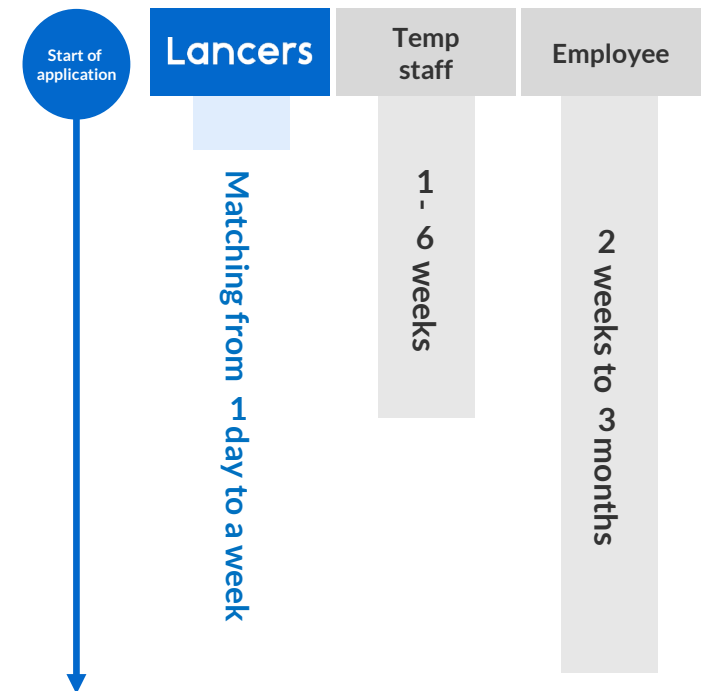 Start of
application
Lancers
Temp
staff
Employee
Matching from 1 day to a week
1 - 6 weeks
2 weeks to 3 months